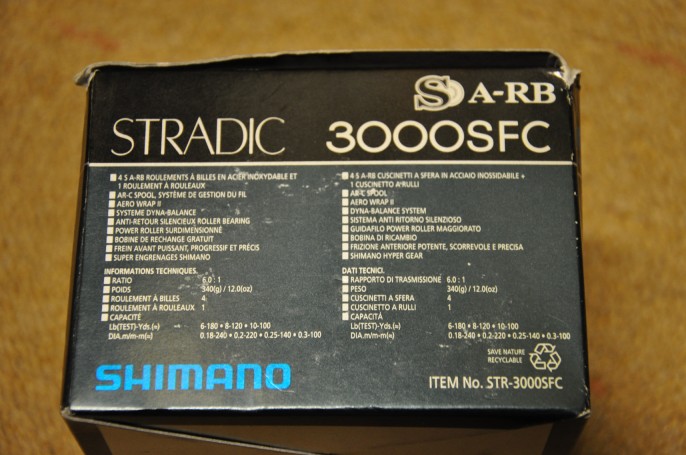 S A-RB
STRADIC 3000SFC
4 S A-RB ROULEMENTS À BILLES EN ACIER INOXYDABLE ET
1 ROULEMENT À ROULEAUX
AR-C SPOOL, SYSTÈME DE GESTION DU FIL
AERO WRAP II
SYSTEME DYNA-BALANCE
ANTI-RETOUR SILENCIEUX ROLLER BEARING
POWER ROLLER SURDIMENSIONNÉ
BOBINE DE RECHANGE GRATUIT
FREIN AVANT PUISSANT, PROGRESSIF ET PRÉCIS
SUPER ENGRENAGES SHIMANO
INFORMATIONS TECHNIQUES.
RATIO 6.0 : 1
POIDS 340(g) / 12.0(oz)
ROULEMENT À BILLES 4
ROULEMENT À ROULEAUX 1
CAPACITÉ
Lb(TEST)-Yds.(≈) 6-180 • 8-120 • 10-100
DIA.m/m-m(≈) 0.18-240 • 0.2-220 • 0.25-140 • 0.3-100
4 S A-RB CUSCINETTI A SFERA IN ACCIAIO INOSSIDABILE +
1 CUSCINETTO A RULLI
AR-C SPOOL
AERO WRAP II
DYNA-BALANCE SYSTEM
SISTEMA ANTI RITORNO SILENZIOSO
GUIDAFILO POWER ROLLER MAGGIORATO
BOBINA DI RICAMBIO
FRIZIONE ANTERIORE POTENTE, SCORREVOLE E PRECISA
SHIMANO HYPER GEAR
DATI TECNICI.
RAPPORTO DI TRASMISSIONE 6.0 : 1
PESO 340(g) / 12.0(oz)
CUSCINETTI A SFERA 4
CUSCINETTO A RULLI 1
CAPACITÁ
Lb(TEST)-Yds.(≈) 6-180 • 8-120 • 10-100
DIA.m/m-m(≈) 0.18-240 • 0.2-220 • 0.25-140 • 0.3-100
SAVE NATURE
RECYCLABLE
SHIMANO
ITEM No. STR-3000SFC